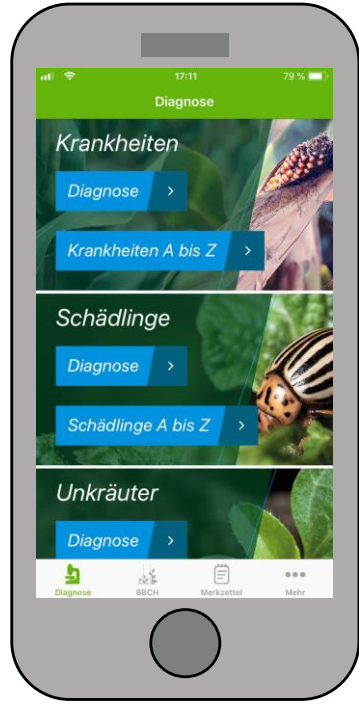 17:11
79 %
Diagnose
Krankheiten
Diagnose >
Krankheiten A bis Z >
Schädlinge
Diagnose >
Schädlinge A bis Z >
Unkräuter
Diagnose >
Diagnose
BBCH
Merkzettel
Mehr